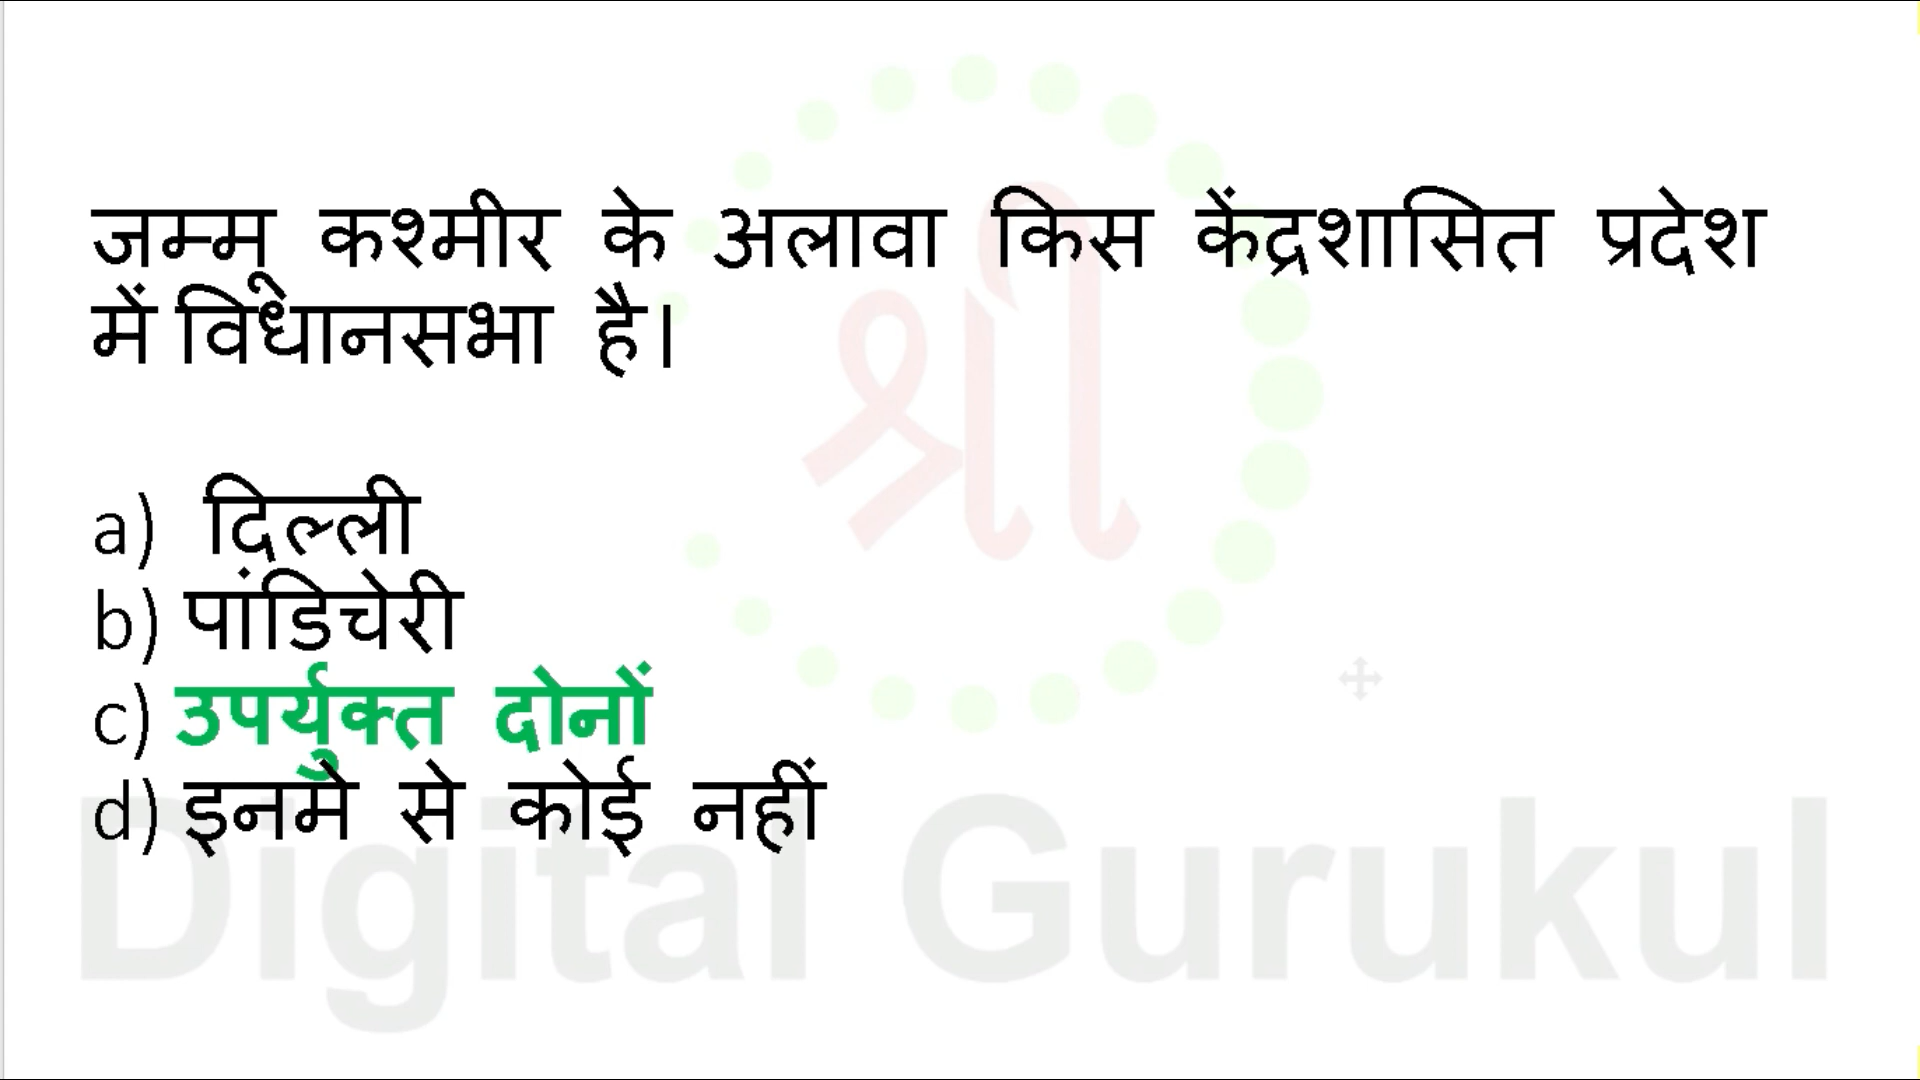 जम्मू कश्मीर के अलावा किस केंद्रशासित प्रदेश
में विधानसभा है।
a) दिल्ली
b) पांडिचेरी
c) उपर्युक्त दोनों
d) इनमे से कोई नहीं
श्री
Digital Gurukul